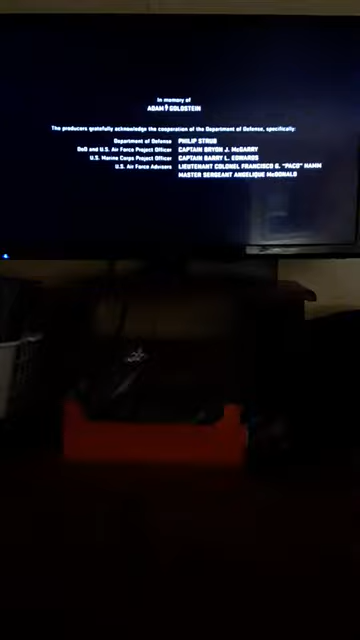 In memory of
ADAM GOLDSTEIN
The producers gratefully acknowledge the cooperation of the Department of Defense, specifically:
Department of Defense PHILIP STRUB
DoD and U.S. Air Force Project Officer CAPTAIN BRYON J. McGARRY
U.S. Marine Corps Project Officer CAPTAIN BARRY L. EDWARDS
U.S. Air Force Advisors LIEUTENANT COLONEL FRANCISCO G. "PACO" HAMM
MASTER SERGEANT ANGELIQUE McDONALD